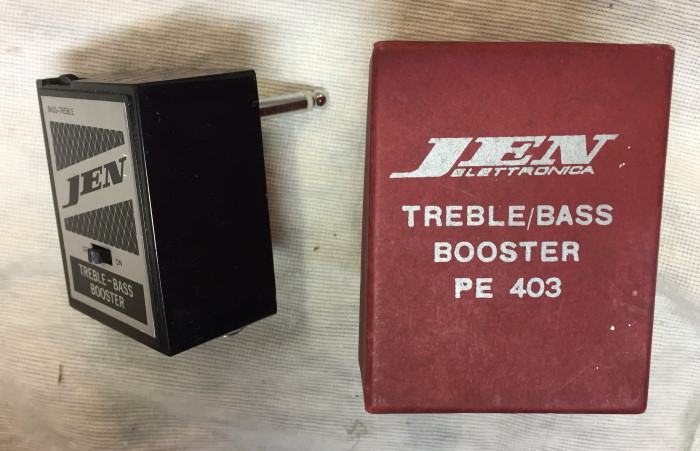 BASS-TREBLE
JEN
ON
TREBLE-BASS
BOOSTER
JEN
ELETTRONICA
TREBLE/BASS
BOOSTER
PE 403